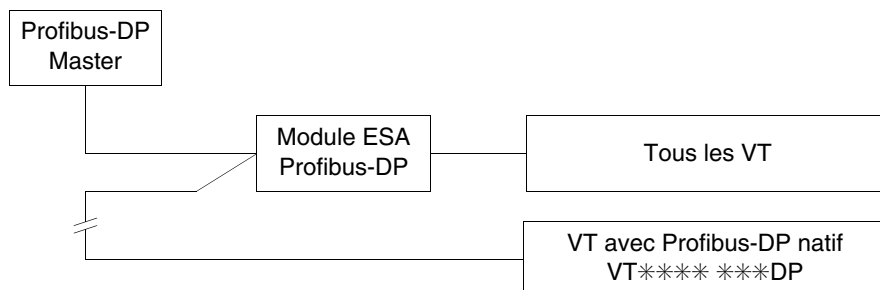 Profibus-DP
Master
Module ESA
Profibus-DP
Tous les VT
VT avec Profibus-DP natif
VT✳✳✳✳ ✳✳✳DP